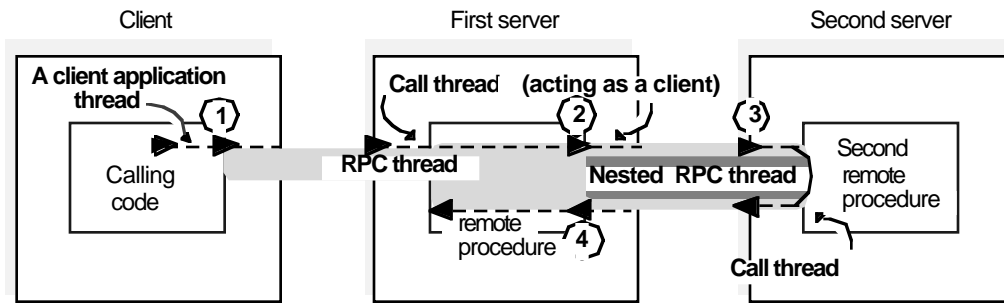 Client
First server
Second server
A client application
thread
Call thread
(acting as a client)
1
2
3
RPC thread
Nested RPC thread
Calling
code
Second
remote
procedure
remote
procedure
4
Call thread